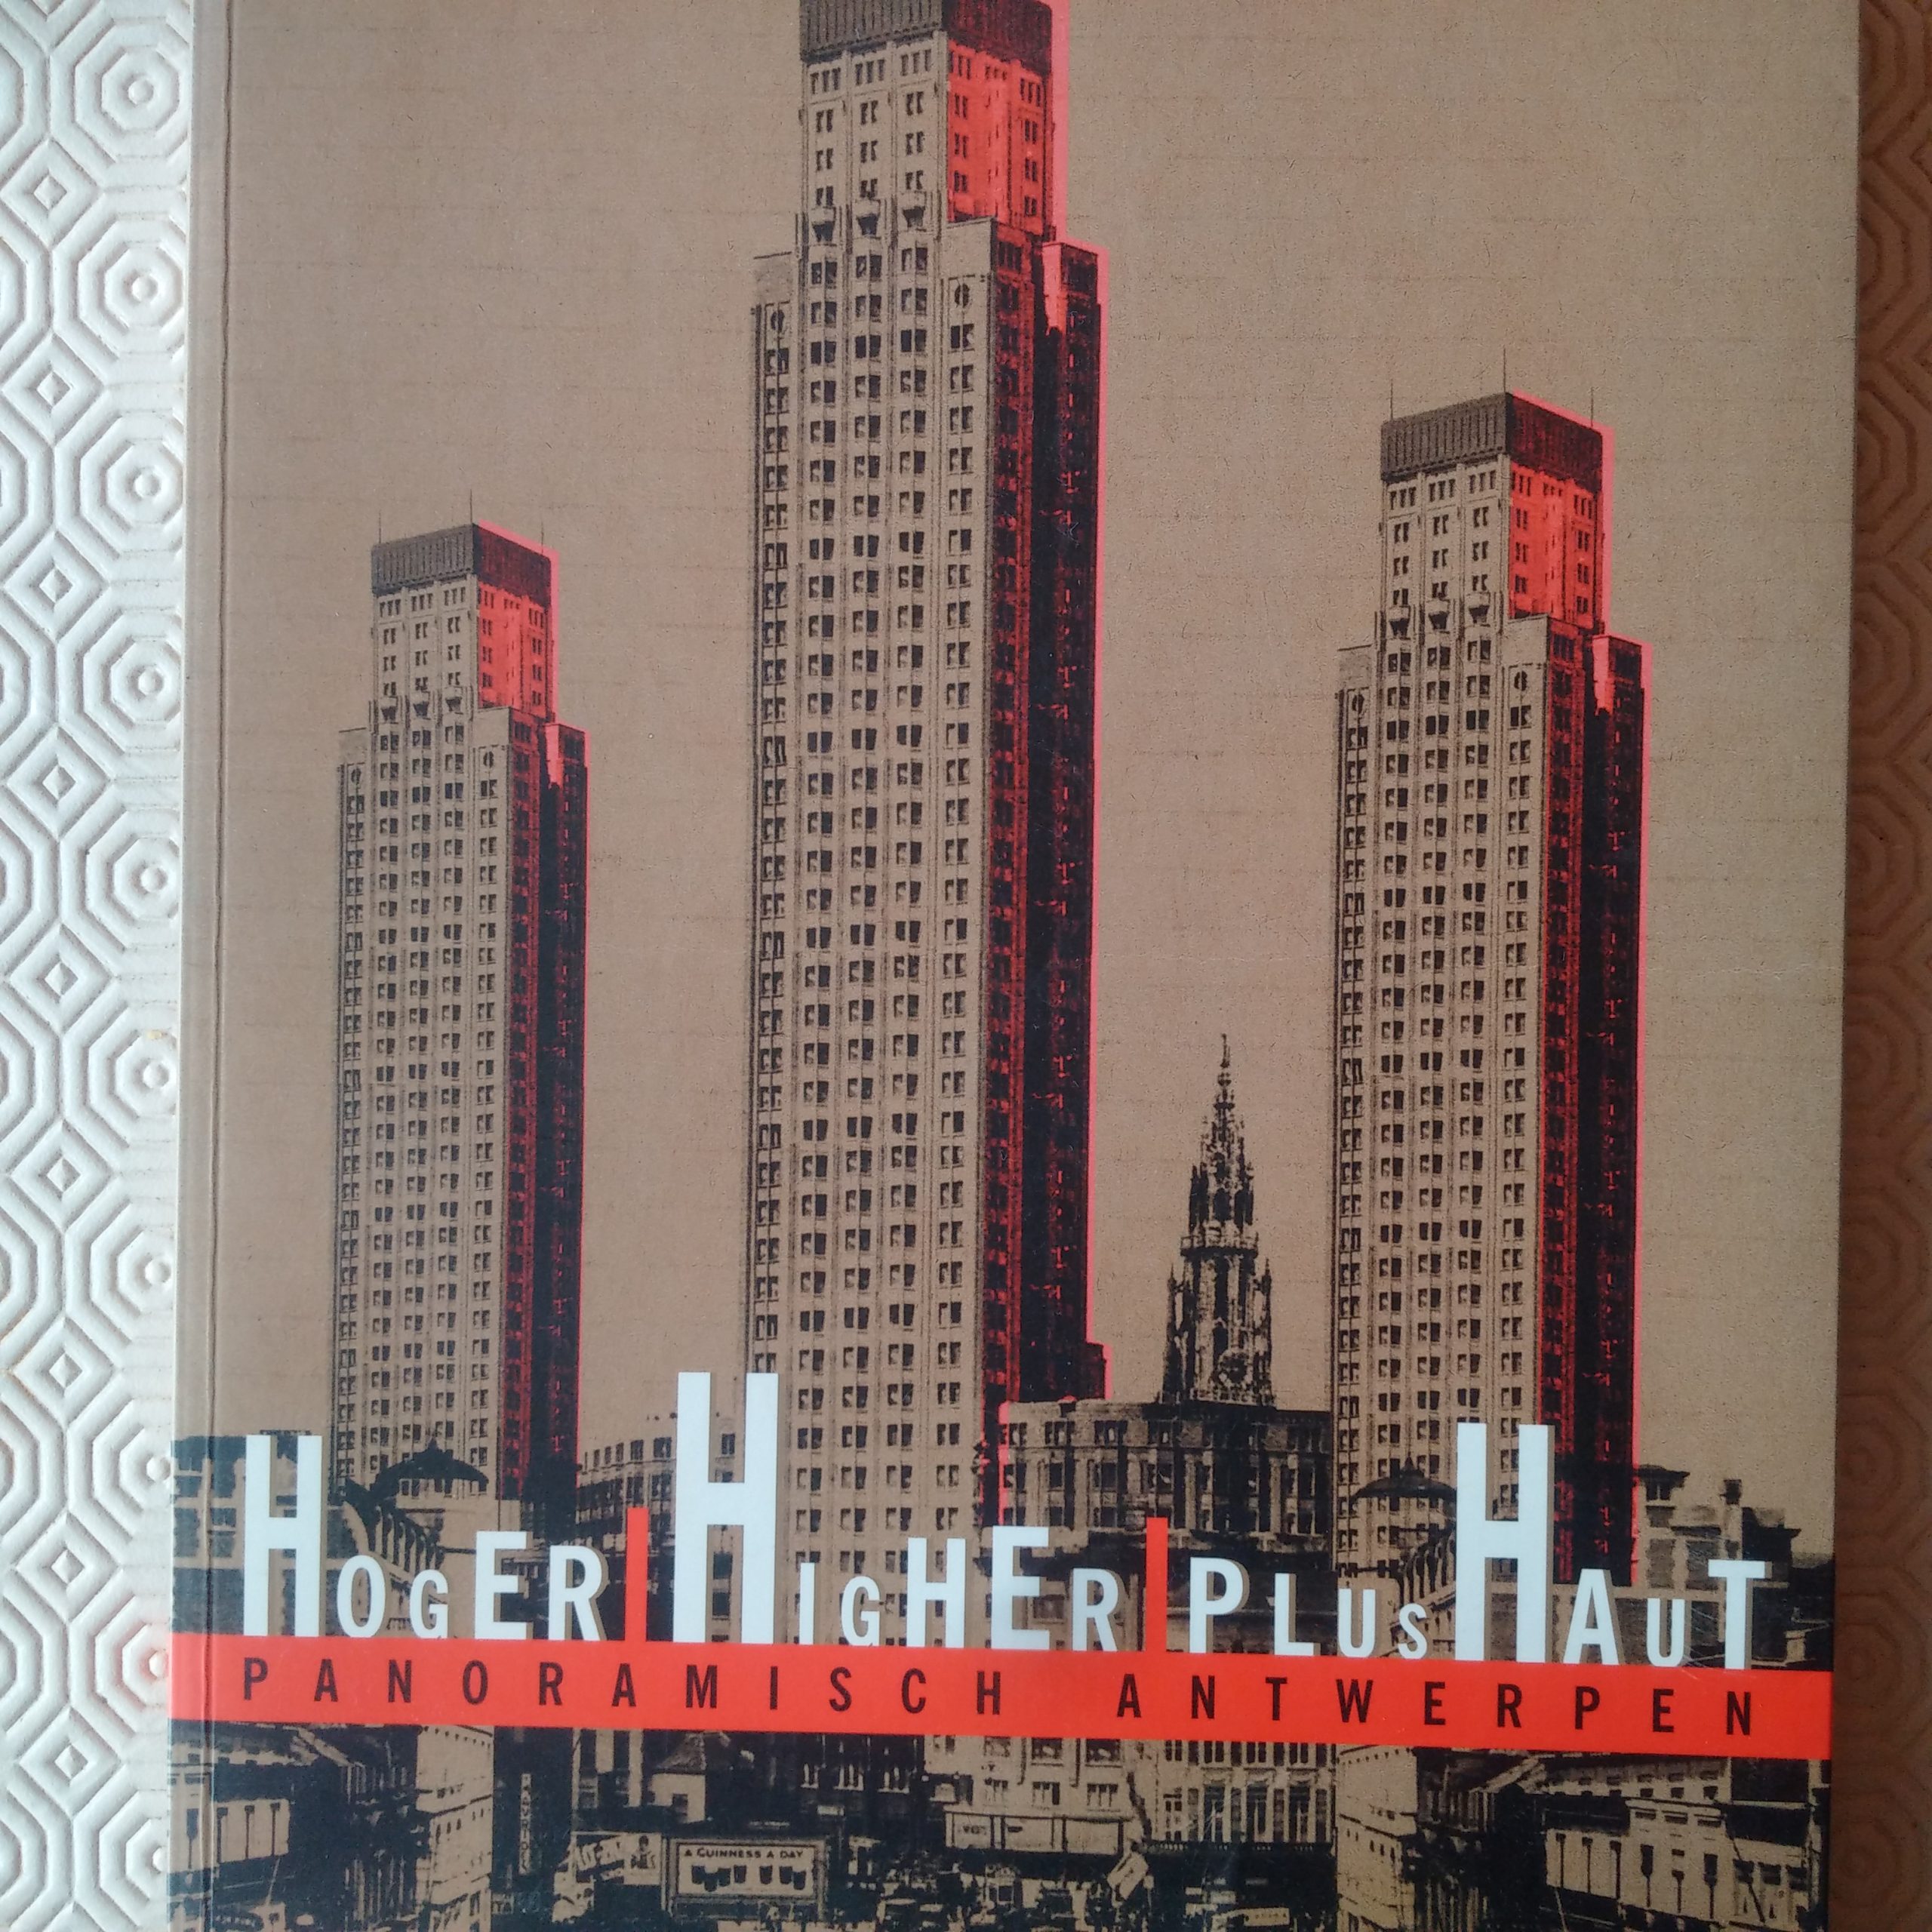 HOGER | HIGHER | PLUS HAUT
PANORAMISCH ANTWERPEN
A GUINNESS A DAY